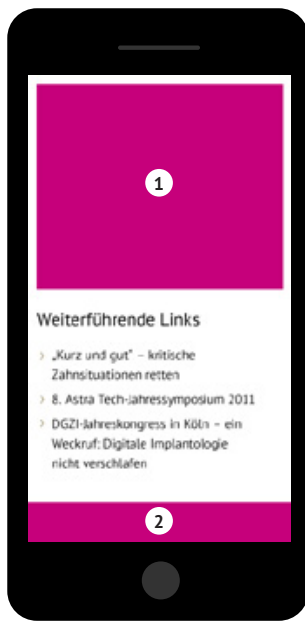 1
Weiterführende Links
› „Kurz und gut“ – kritische
Zahnsituationen retten
› 8. Astra Tech-Jahressymposium 2011
› DGZI-Jahreskongress in Köln – ein
Weckruf: Digitale Implantologie
nicht verschlafen
2